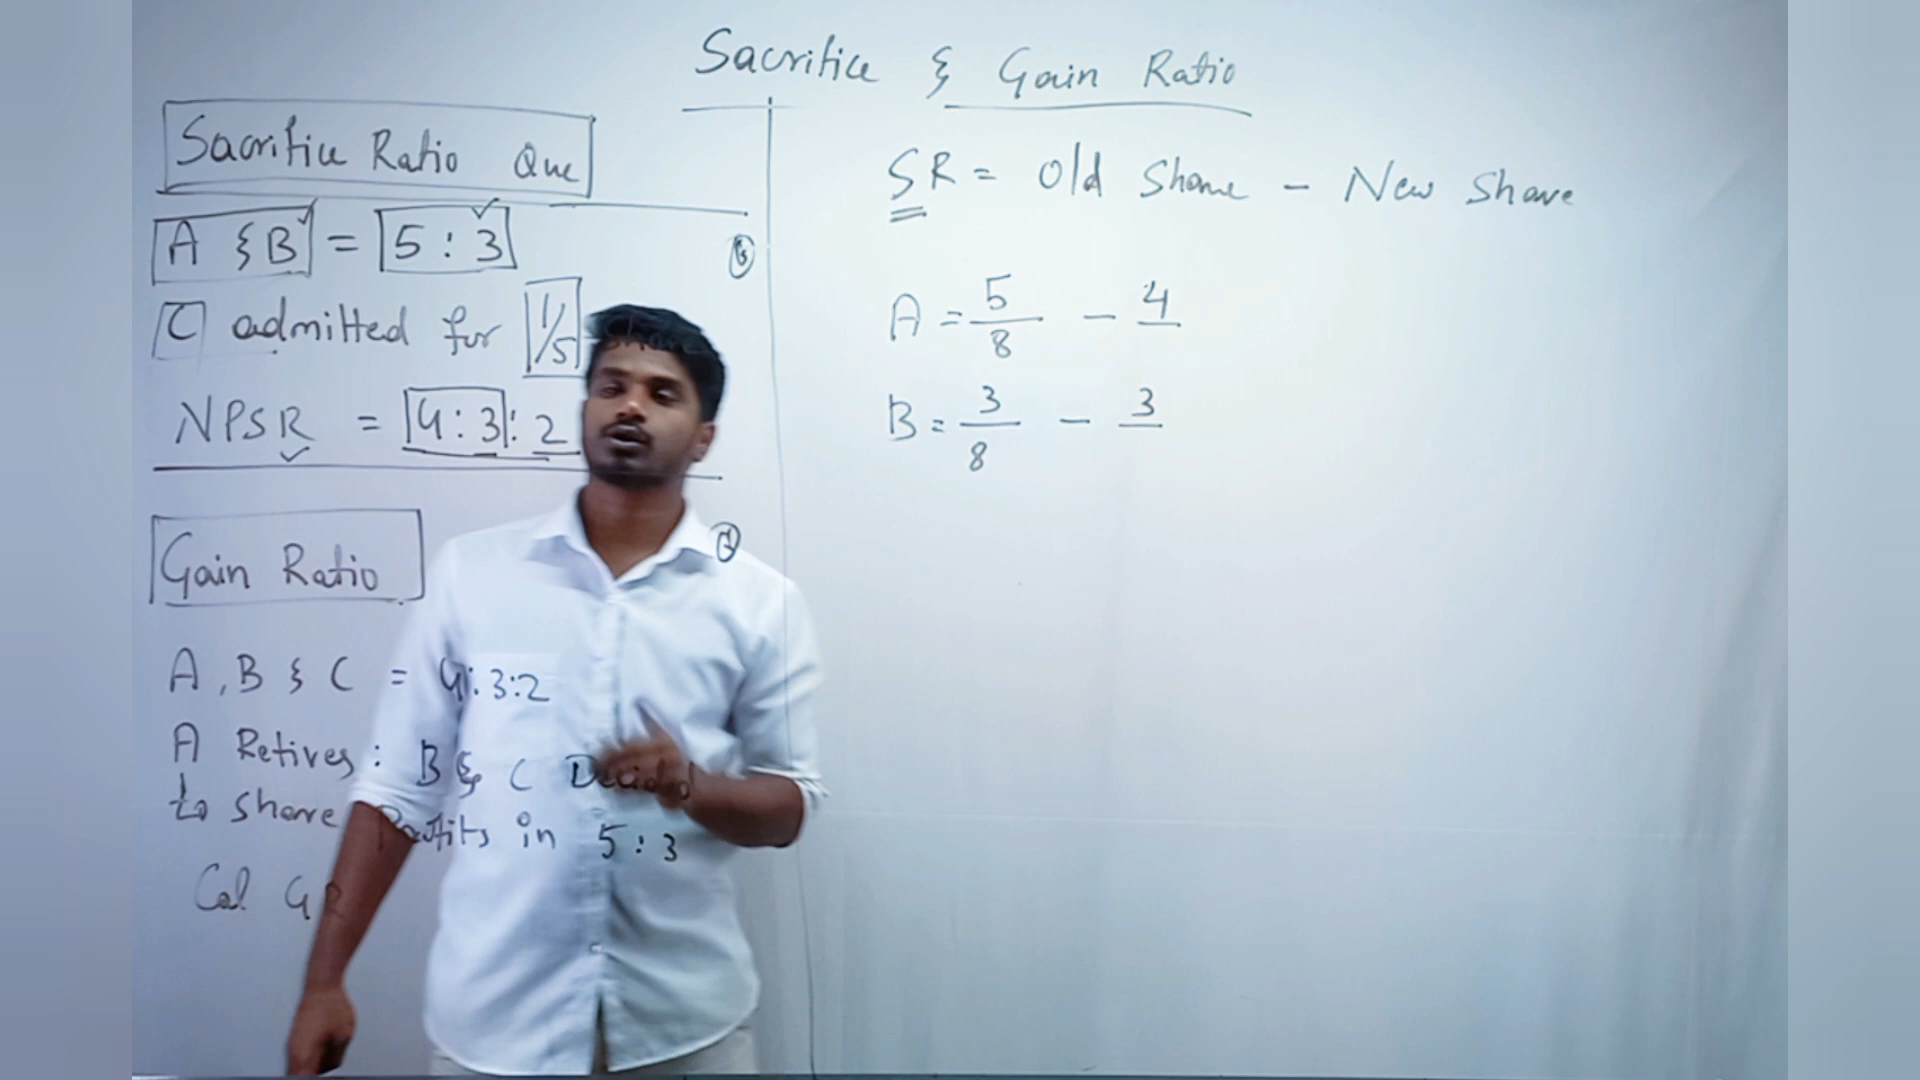 Sacrifice & Gain Ratio
Sacrifice Ratio Que
A & B = 5 : 3
C admitted for 1/5
NPSR = 4 : 3 : 2
Gain Ratio
A, B & C = 4 : 3 : 2
A Retires : B & C Decided
to share Profits in 5 : 3
Cal GR
SR = Old Share - New Share
A = 5/8 - 4
B = 3/8 - 3